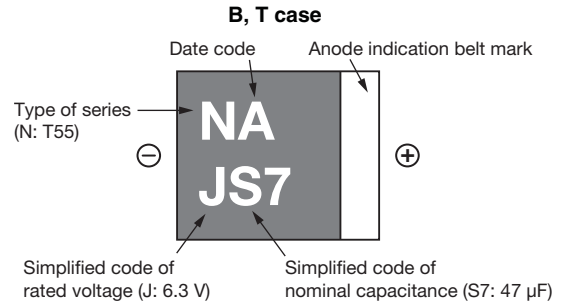 B, T case
Date code
Anode indication belt mark
Type of series
(N: T55)
NA
JS7
Simplified code of
rated voltage (J: 6.3 V)
Simplified code of
nominal capacitance (S7: 47 μF)